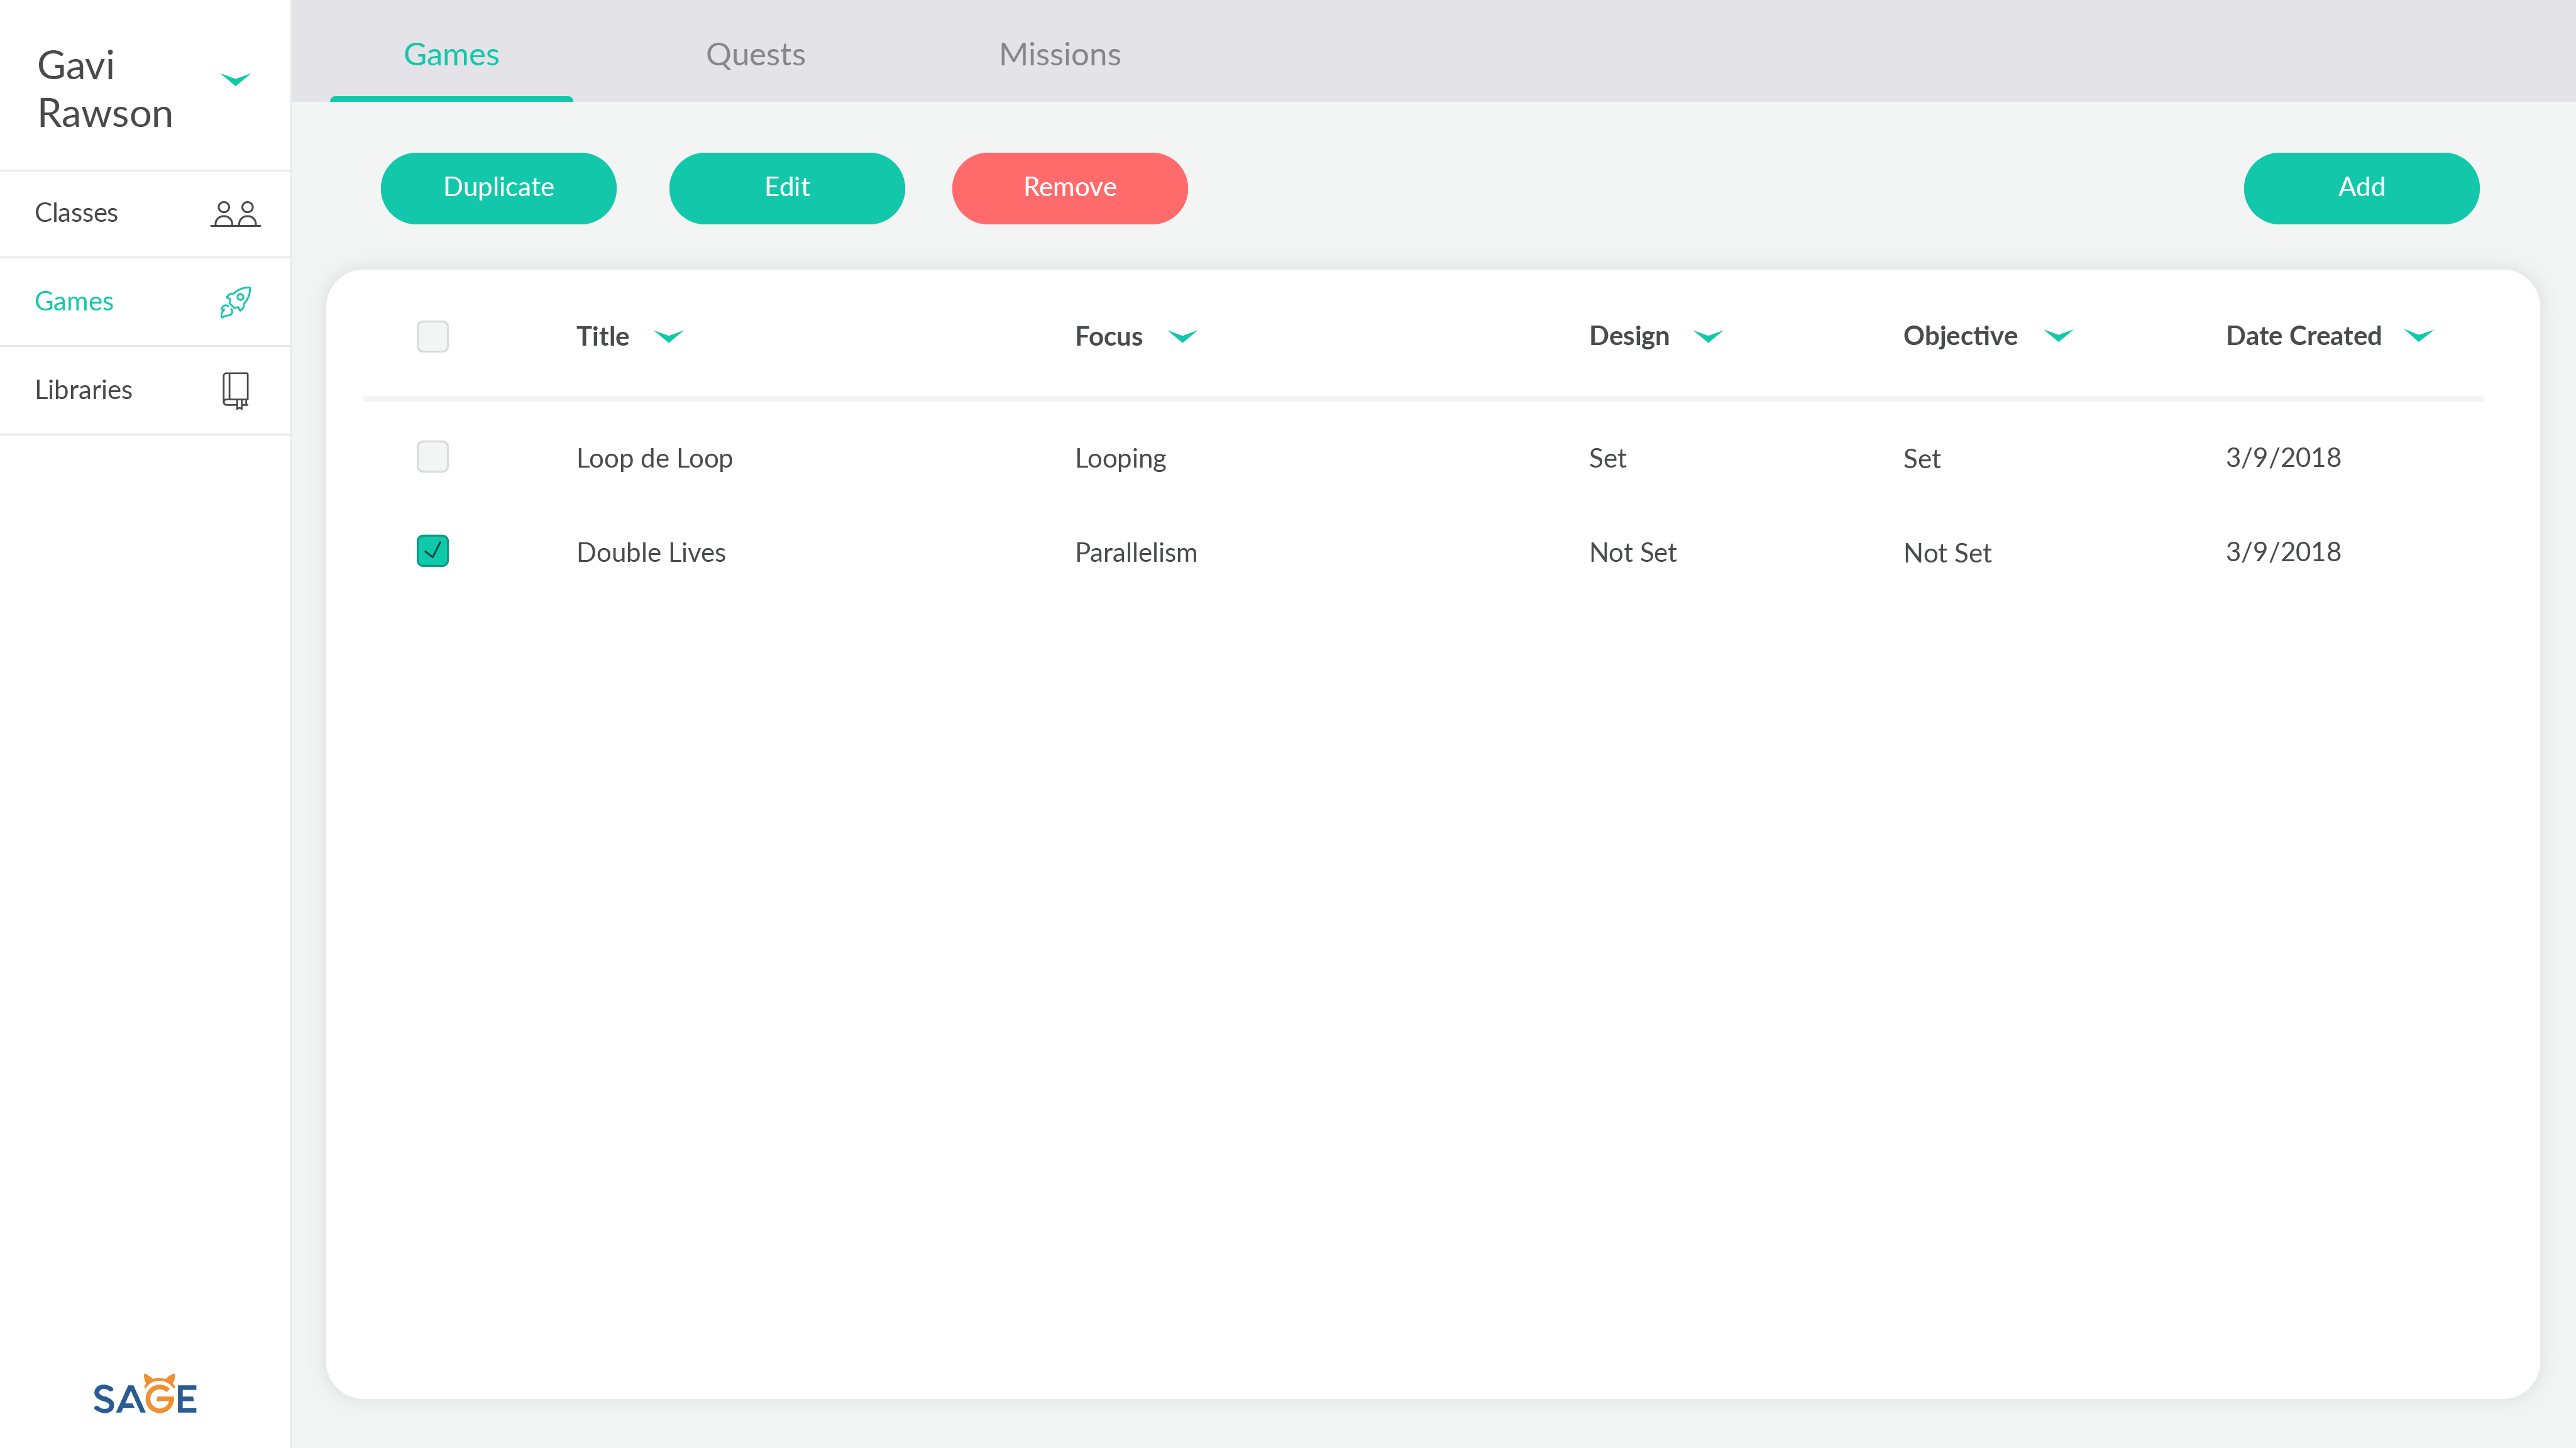 Gavi
Rawson
Classes
Games
Libraries
SAGE
Games Quests Missions
Duplicate Edit Remove Add
Title Focus Design Objective Date Created
Loop de Loop Looping Set Set 3/9/2018
Double Lives Parallelism Not Set Not Set 3/9/2018